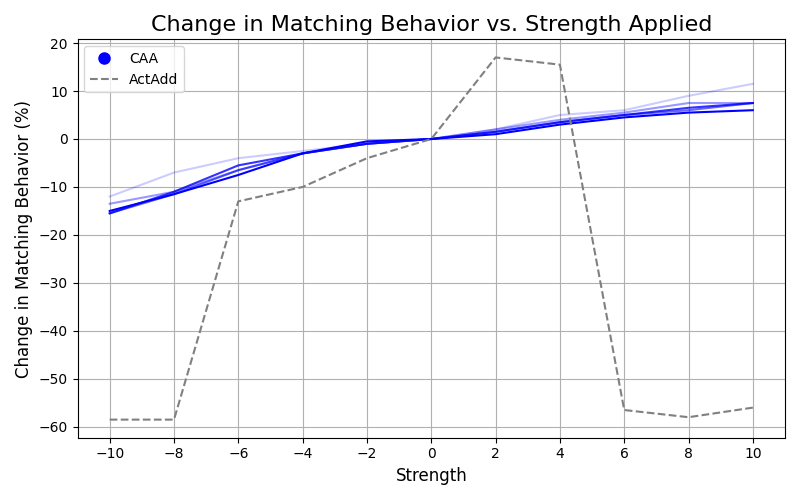 Change in Matching Behavior vs. Strength Applied
CAA
ActAdd
Change in Matching Behavior (%)
20
10
0
−10
−20
−30
−40
−50
−60
−10 −8 −6 −4 −2 0 2 4 6 8 10
Strength